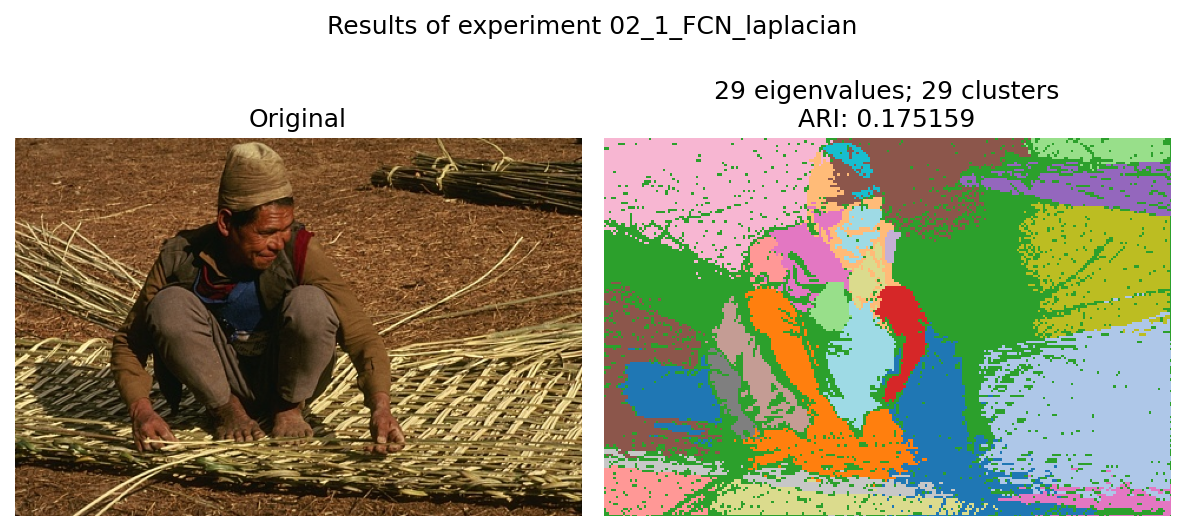 Results of experiment 02_1_FCN_laplacian
Original
29 eigenvalues; 29 clusters
ARI: 0.175159